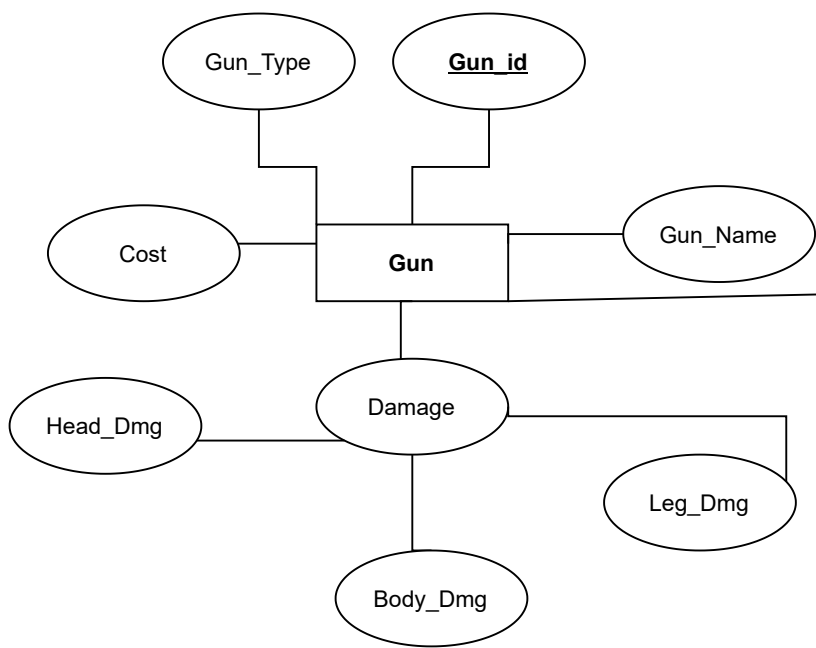 Gun_Type
Gun_id
Cost
Gun
Gun_Name
Damage
Head_Dmg
Leg_Dmg
Body_Dmg